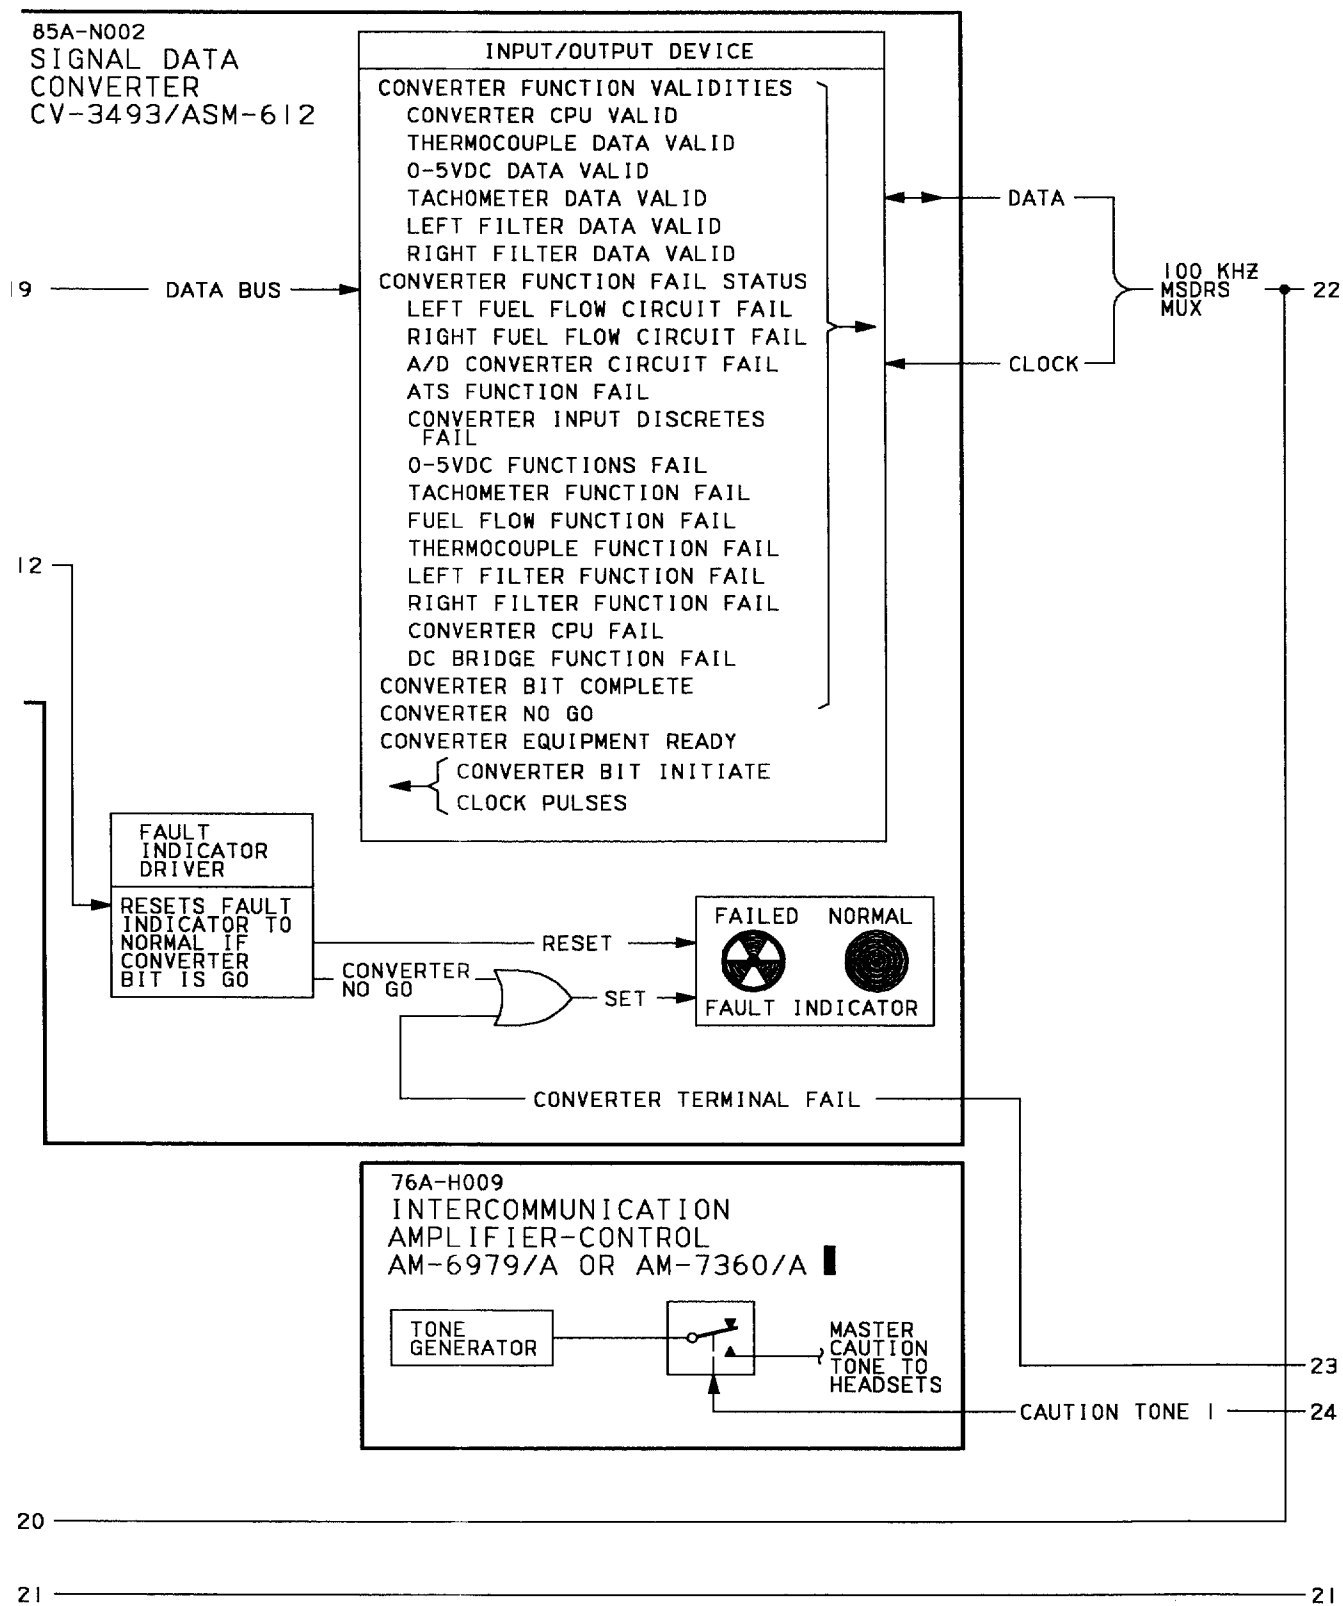 85A-N002
SIGNAL DATA
CONVERTER
CV-3493/ASM-612
INPUT/OUTPUT DEVICE
CONVERTER FUNCTION VALIDITIES
CONVERTER CPU VALID
THERMOCOUPLE DATA VALID
0-5VDC DATA VALID
TACHOMETER DATA VALID
LEFT FILTER DATA VALID
RIGHT FILTER DATA VALID
CONVERTER FUNCTION FAIL STATUS
LEFT FUEL FLOW CIRCUIT FAIL
RIGHT FUEL FLOW CIRCUIT FAIL
A/D CONVERTER CIRCUIT FAIL
ATS FUNCTION FAIL
CONVERTER INPUT DISCRETES
FAIL
0-5VDC FUNCTIONS FAIL
TACHOMETER FUNCTION FAIL
FUEL FLOW FUNCTION FAIL
THERMOCOUPLE FUNCTION FAIL
LEFT FILTER FUNCTION FAIL
RIGHT FILTER FUNCTION FAIL
CONVERTER CPU FAIL
DC BRIDGE FUNCTION FAIL
CONVERTER BIT COMPLETE
CONVERTER NO GO
CONVERTER EQUIPMENT READY
CONVERTER BIT INITIATE
CLOCK PULSES
19
DATA BUS
DATA
CLOCK
100 KHZ
MSDRS
MUX
22
12
FAULT
INDICATOR
DRIVER
RESETS FAULT
INDICATOR TO
NORMAL IF
CONVERTER
BIT IS GO
RESET
CONVERTER
NO GO
SET
FAILED NORMAL
FAULT INDICATOR
CONVERTER TERMINAL FAIL
76A-H009
INTERCOMMUNICATION
AMPLIFIER-CONTROL
AM-6979/A OR AM-7360/A
TONE
GENERATOR
MASTER
CAUTION
TONE TO
HEADSETS
23
CAUTION TONE 1
24
20
21
21